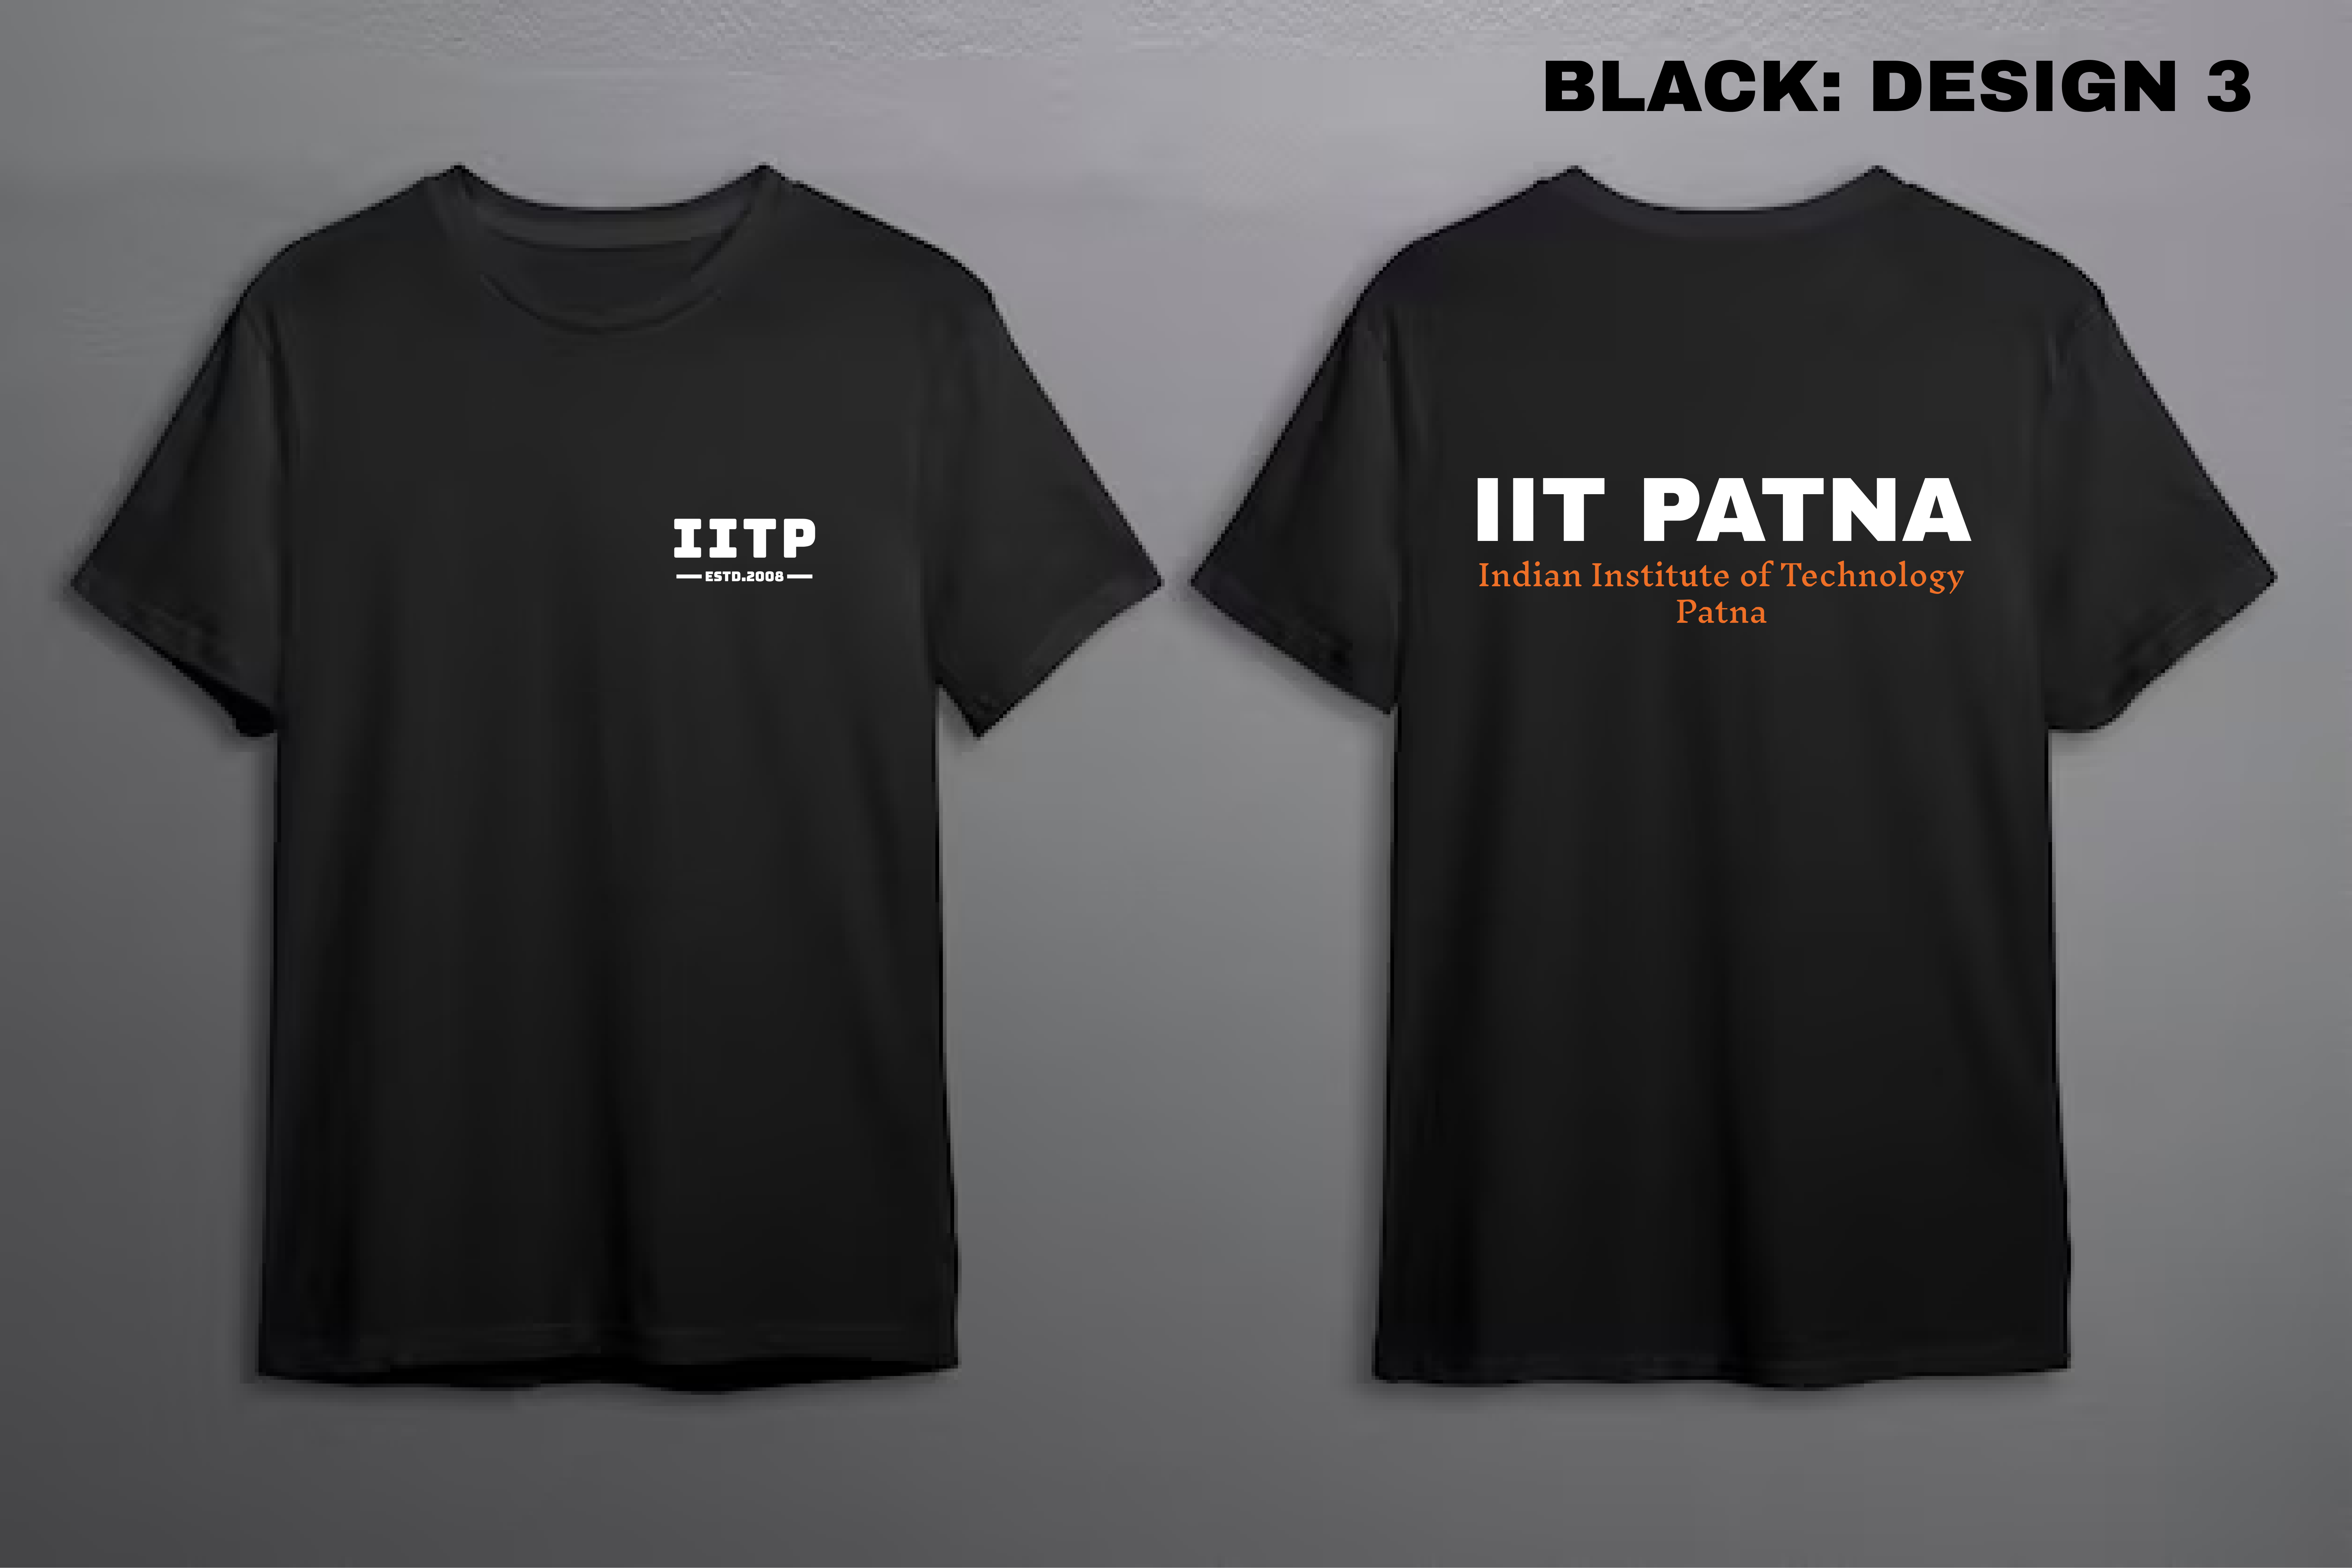 BLACK: DESIGN 3
IITP
ESTD.2008
IIT PATNA
Indian Institute of Technology
Patna